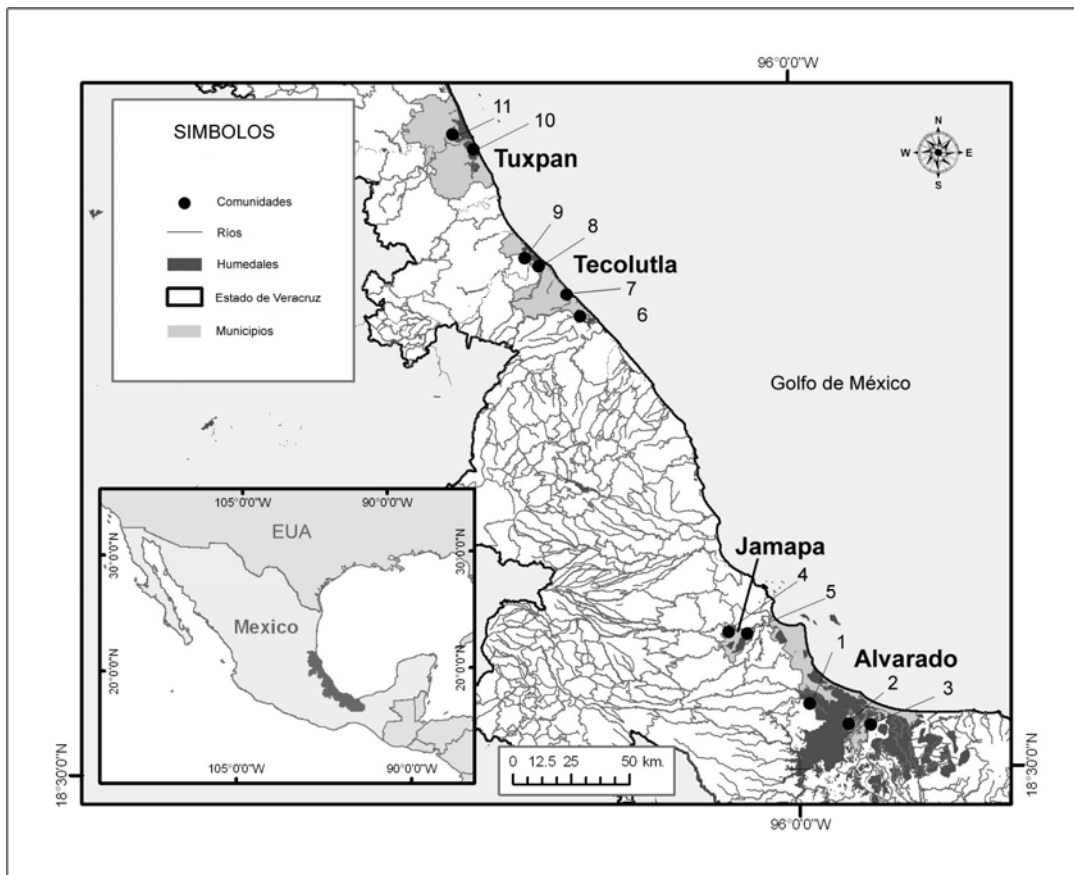 96°0'0"W
SIMBOLOS
Comunidades
Ríos
Humedales
Estado de Veracruz
Municipios
11
10
Tuxpan
N
W E
S
9
8
Tecolutla
7
6
Golfo de México
Jamapa
4
5
1
Alvarado
2
3
105°0'0"W 90°0'0"W
EUA
30°0'0"N 30°0'0"N
Mexico
20°0'0"N 20°0'0"N
105°0'0"W 90°0'0"W
0 12.5 25 50 km.
18°30'0"N 18°30'0"N
96°0'0"W